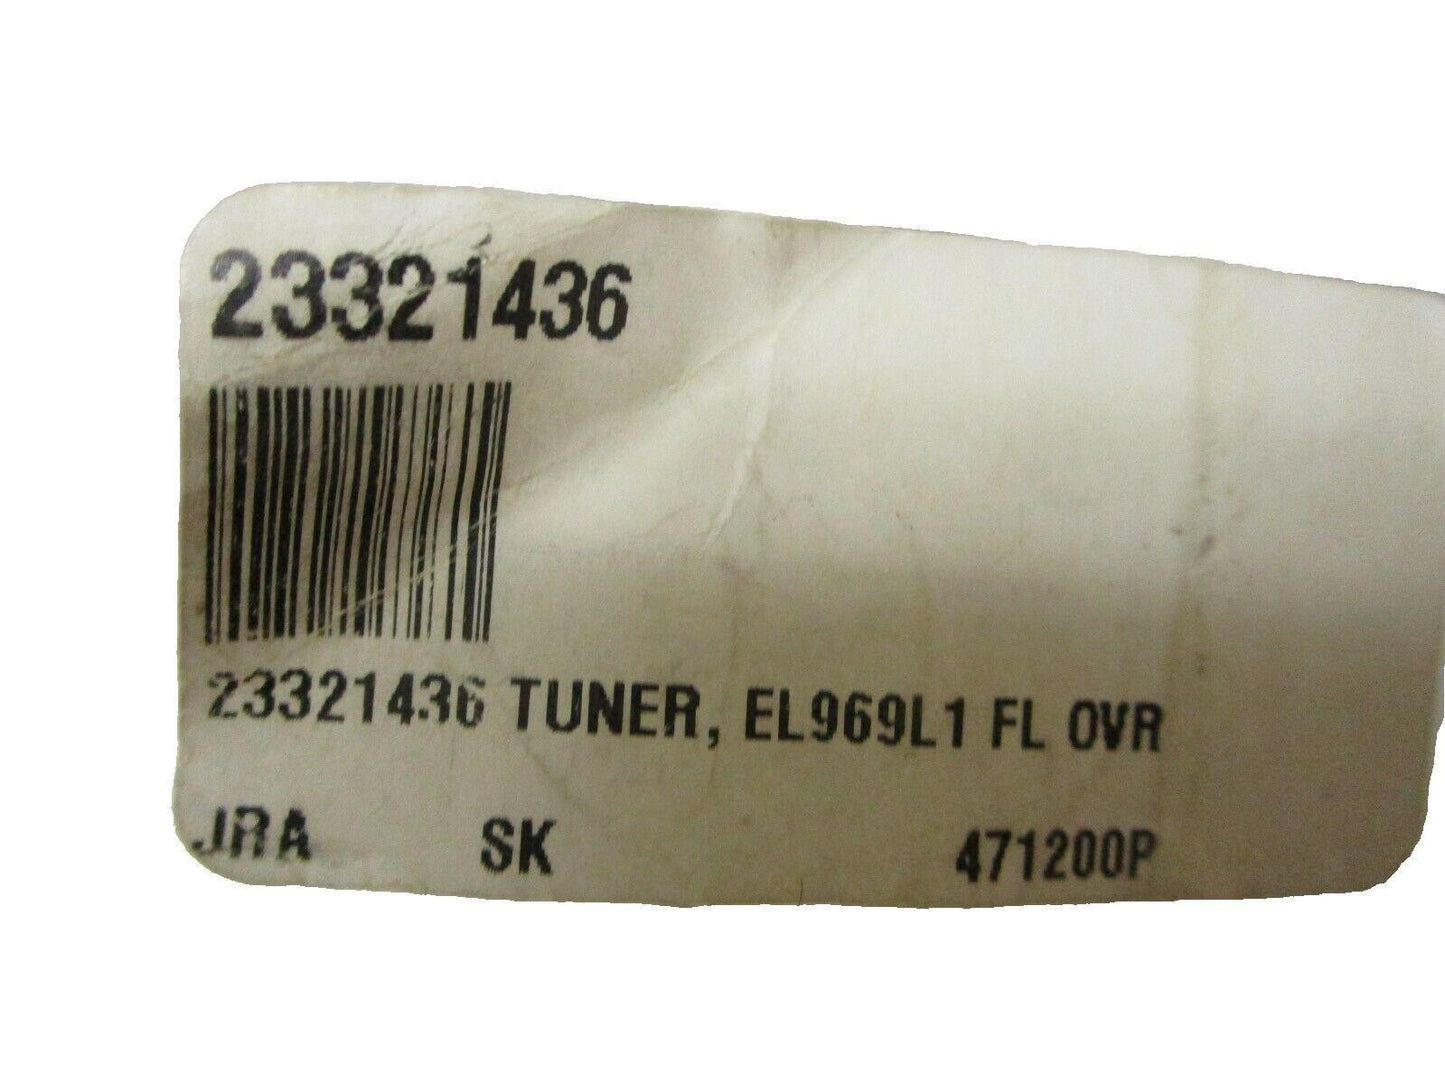 23321436
23321436 TUNER, EL969L1 FL OVR
JRA SK 471200P